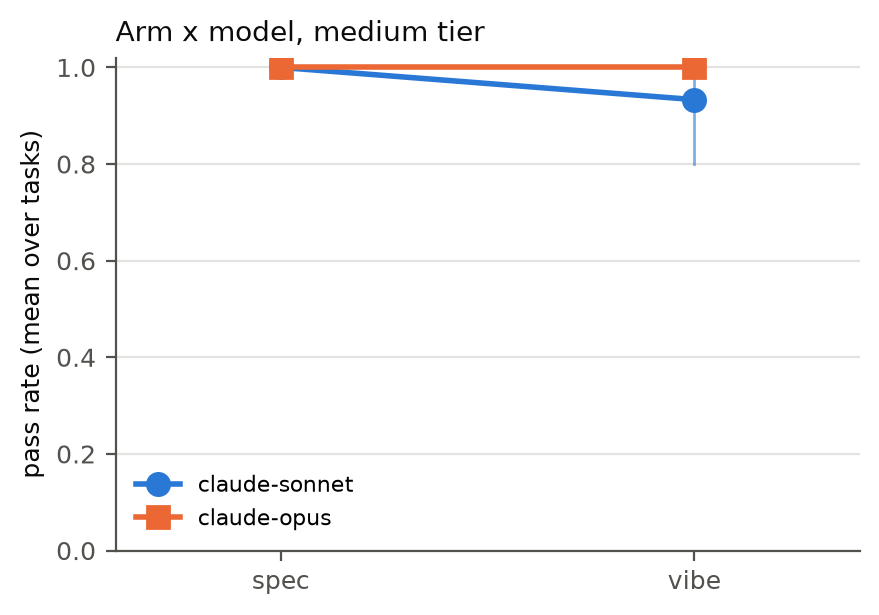 Arm x model, medium tier
pass rate (mean over tasks)
1.0
0.8
0.6
0.4
0.2
0.0
claude-sonnet
claude-opus
spec
vibe